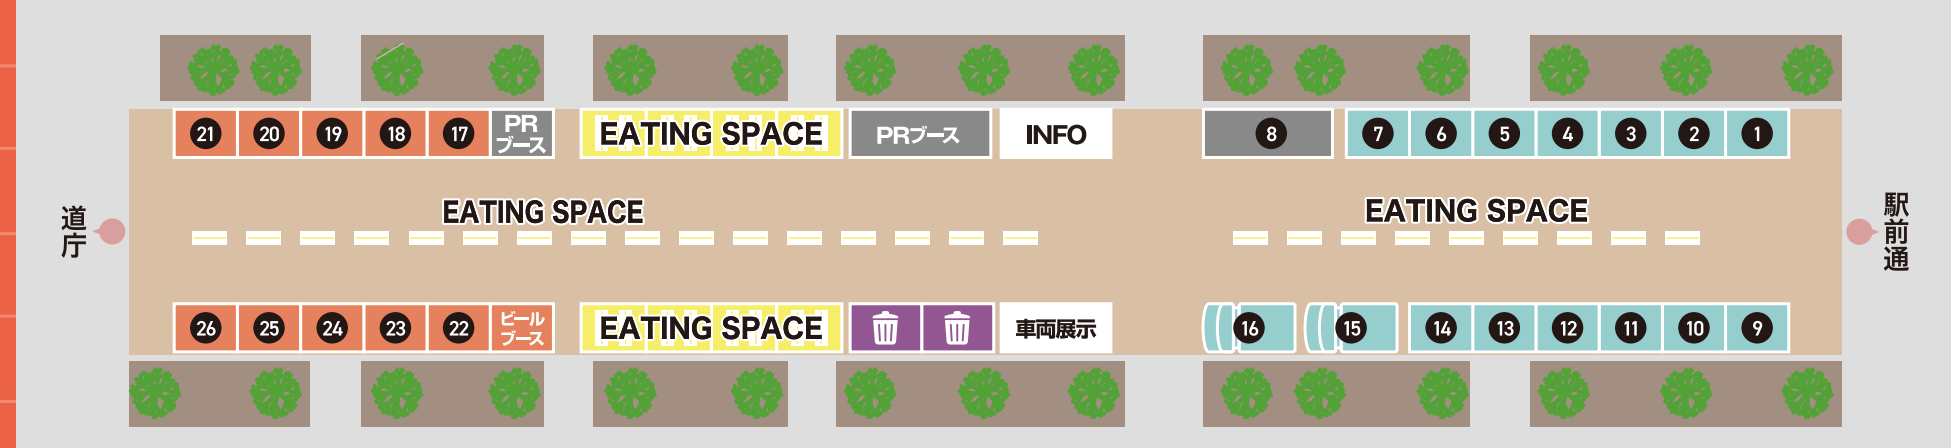 21 20 19 18 17 PR
ブース
EATING SPACE
PRブース
INFO
8 7 6 5 4 3 2 1
道庁
EATING SPACE
EATING SPACE
駅前通
26 25 24 23 22 ビール
ブース
EATING SPACE
車両展示
16 15 14 13 12 11 10 9